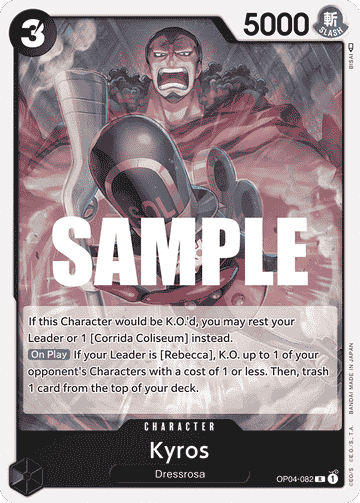 3
5000
斬
SLASH
SAMPLE
If this Character would be K.O.'d, you may rest your
Leader or 1 [Corrida Coliseum] instead.
On Play If your Leader is [Rebecca], K.O. up to 1 of your
opponent's Characters with a cost of 1 or less. Then, trash
1 card from the top of your deck.
CHARACTER
Kyros
Dressrosa
OP04-082 R 1
BISAI
©E.O./S., T.A. BANDAI MADE IN JAPAN